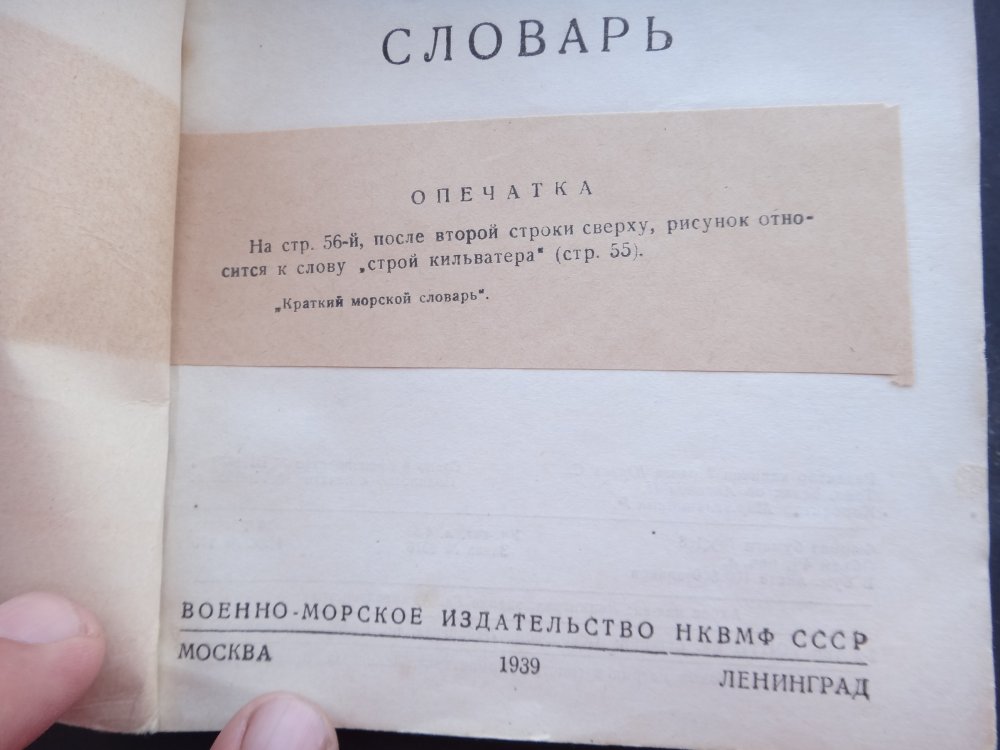 СЛОВАРЬ
ОПЕЧАТКА
На стр. 56-й, после второй строки сверху, рисунок отно-
сится к слову „строй кильватера“ (стр. 55).
„Краткий морской словарь“.
ВОЕННО-МОРСКОЕ ИЗДАТЕЛЬСТВО НКВМФ СССР
МОСКВА 1939 ЛЕНИНГРАД